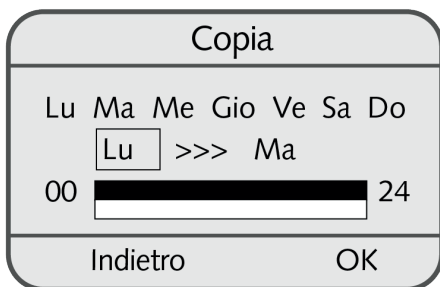 Copia
Lu Ma Me Gio Ve Sa Do
Lu >>> Ma
00 24
Indietro OK